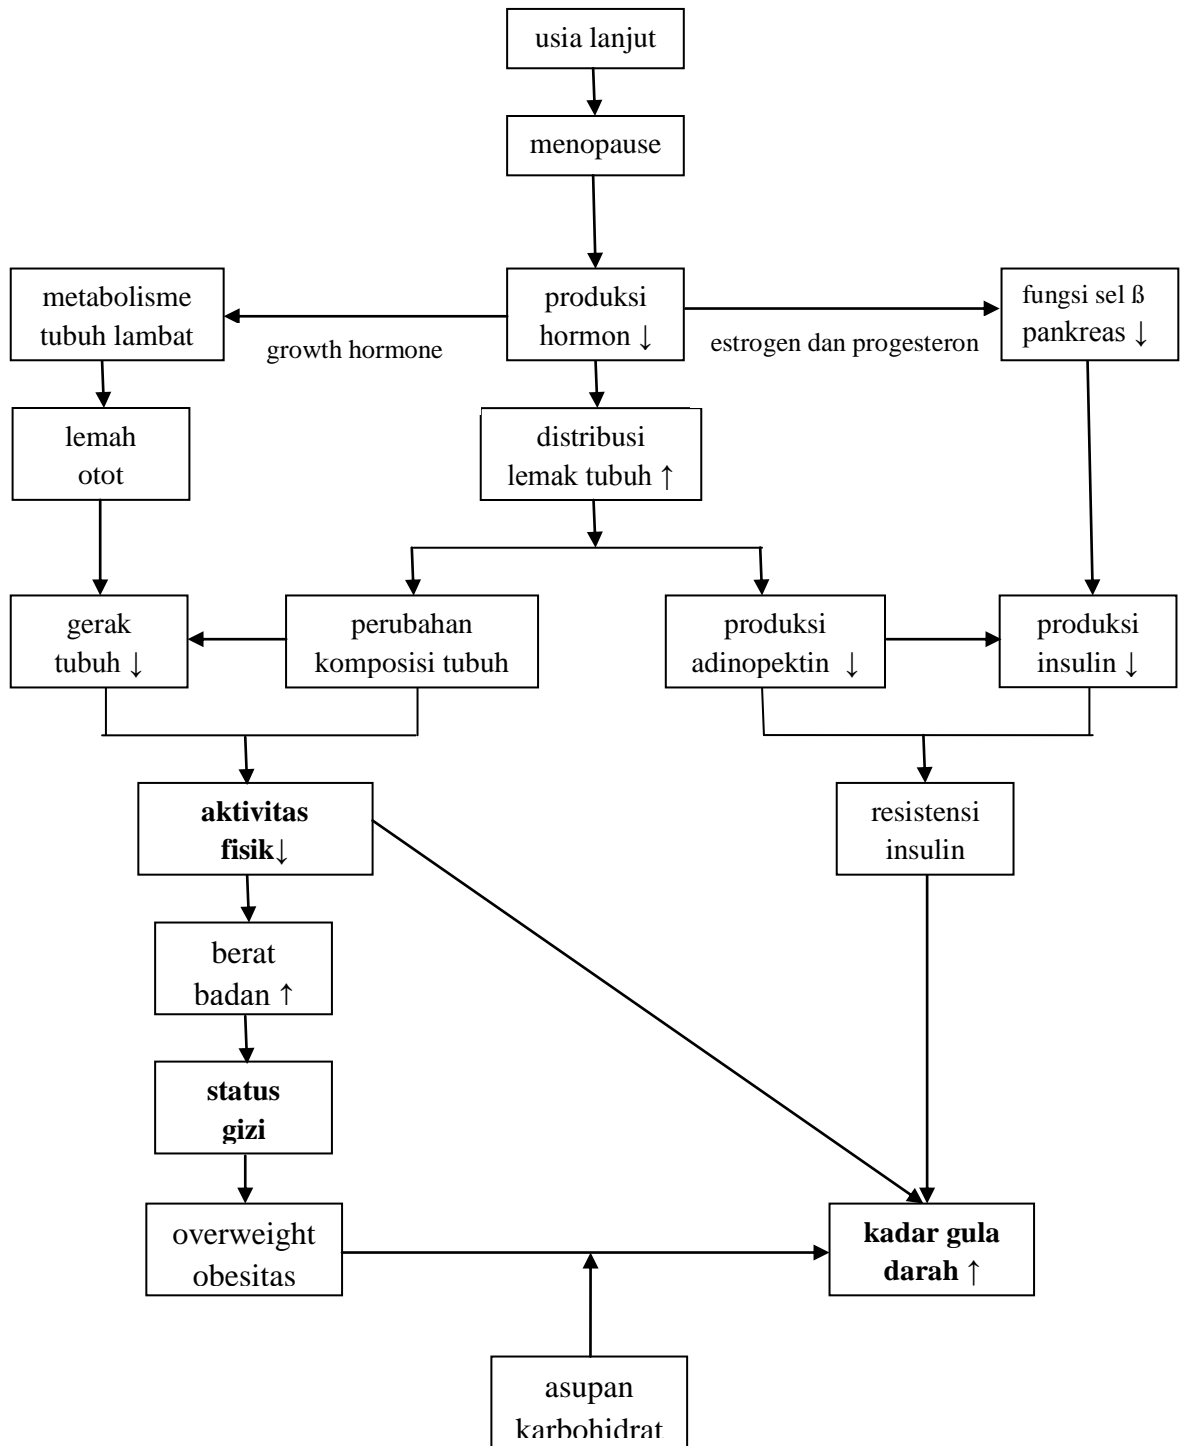 usia lanjut
menopause
metabolisme
tubuh lambat
produksi
hormon ↓
fungsi sel ß
pankreas ↓
growth hormone
estrogen dan progesteron
lemah
otot
distribusi
lemak tubuh ↑
gerak
tubuh ↓
perubahan
komposisi tubuh
produksi
adinopektin ↓
produksi
insulin ↓
aktivitas
fisik↓
resistensi
insulin
berat
badan ↑
status
gizi
overweight
obesitas
kadar gula
darah ↑
asupan
karbohidrat